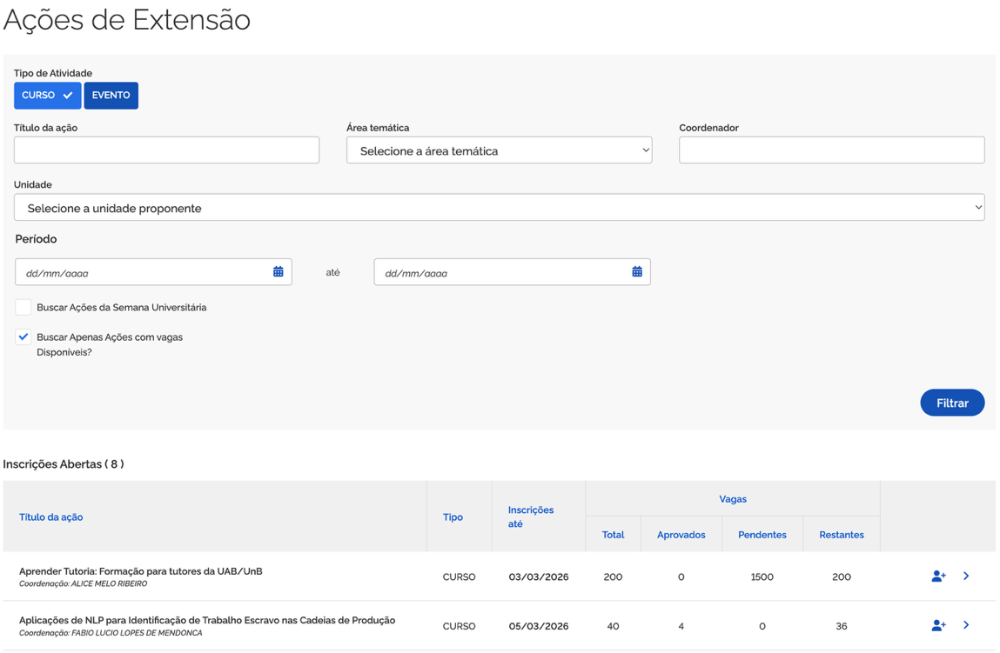 Ações de Extensão
Tipo de Atividade
CURSO
EVENTO
Título da ação
Área temática
Coordenador
Selecione a área temática
Unidade
Selecione a unidade proponente
Período
dd/mm/aaaa
até
dd/mm/aaaa
Buscar Ações da Semana Universitária
Buscar Apenas Ações com vagas
Disponíveis?
Filtrar
Inscrições Abertas ( 8 )
Título da ação
Tipo
Inscrições
até
Vagas
Total
Aprovados
Pendentes
Restantes
Aprender Tutoria: Formação para tutores da UAB/UnB
Coordenação: ALICE MELO RIBEIRO
CURSO
03/03/2026
200
0
1500
200
Aplicações de NLP para Identificação de Trabalho Escravo nas Cadeias de Produção
Coordenação: FABIO LUCIO LOPES DE MENDONCA
CURSO
05/03/2026
40
4
0
36